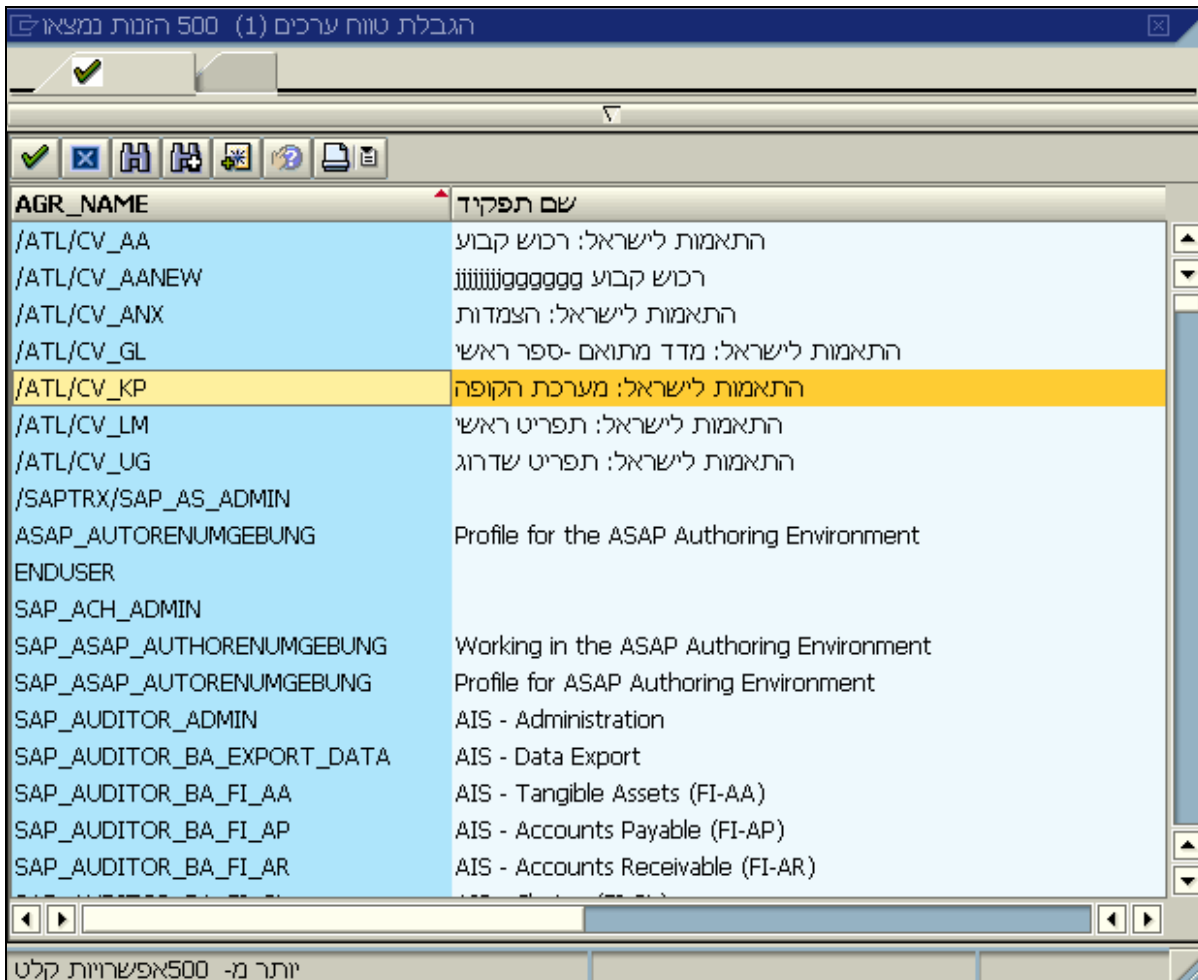 הגבלת טווח ערכים (1) 500 הזנות נמצאו
AGR_NAME שם תפקיד
/ATL/CV_AA התאמות לישראל: רכוש קבוע
/ATL/CV_AANEW רכוש קבוע jjjjjjjjgggggg
/ATL/CV_ANX התאמות לישראל: הצמדות
/ATL/CV_GL התאמות לישראל: מדד מתואם -ספר ראשי
/ATL/CV_KP התאמות לישראל: מערכת הקופה
/ATL/CV_LM התאמות לישראל: תפריט ראשי
/ATL/CV_UG התאמות לישראל: תפריט שדרוג
/SAPTRX/SAP_AS_ADMIN
ASAP_AUTORENUMGEBUNG Profile for the ASAP Authoring Environment
ENDUSER
SAP_ACH_ADMIN
SAP_ASAP_AUTHORENUMGEBUNG Working in the ASAP Authoring Environment
SAP_ASAP_AUTORENUMGEBUNG Profile for ASAP Authoring Environment
SAP_AUDITOR_ADMIN AIS - Administration
SAP_AUDITOR_BA_EXPORT_DATA AIS - Data Export
SAP_AUDITOR_BA_FI_AA AIS - Tangible Assets (FI-AA)
SAP_AUDITOR_BA_FI_AP AIS - Accounts Payable (FI-AP)
SAP_AUDITOR_BA_FI_AR AIS - Accounts Receivable (FI-AR)
יותר מ- 500אפשרויות קלט